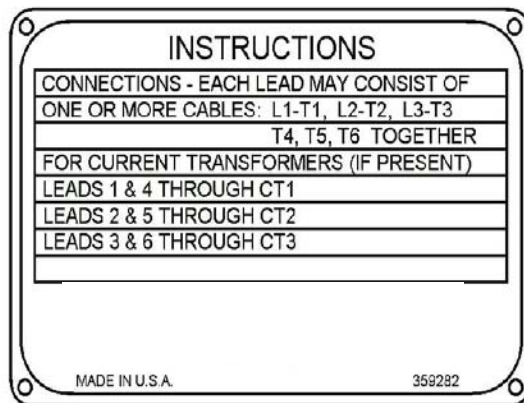 INSTRUCTIONS
CONNECTIONS - EACH LEAD MAY CONSIST OF
ONE OR MORE CABLES: L1-T1, L2-T2, L3-T3
T4, T5, T6 TOGETHER
FOR CURRENT TRANSFORMERS (IF PRESENT)
LEADS 1 & 4 THROUGH CT1
LEADS 2 & 5 THROUGH CT2
LEADS 3 & 6 THROUGH CT3
MADE IN U.S.A. 359282